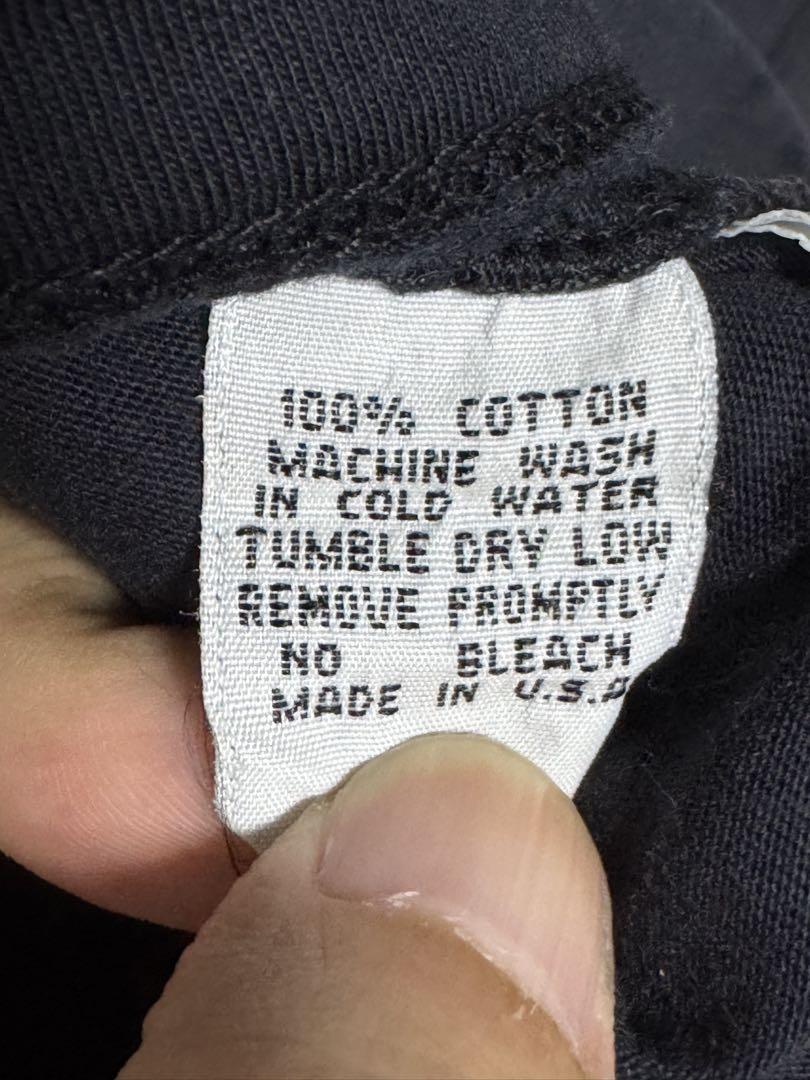 100% COTTON
MACHINE WASH
IN COLD WATER
TUMBLE DRY LOW
REMOVE PROMPTLY
NO BLEACH
MADE IN U.S.A